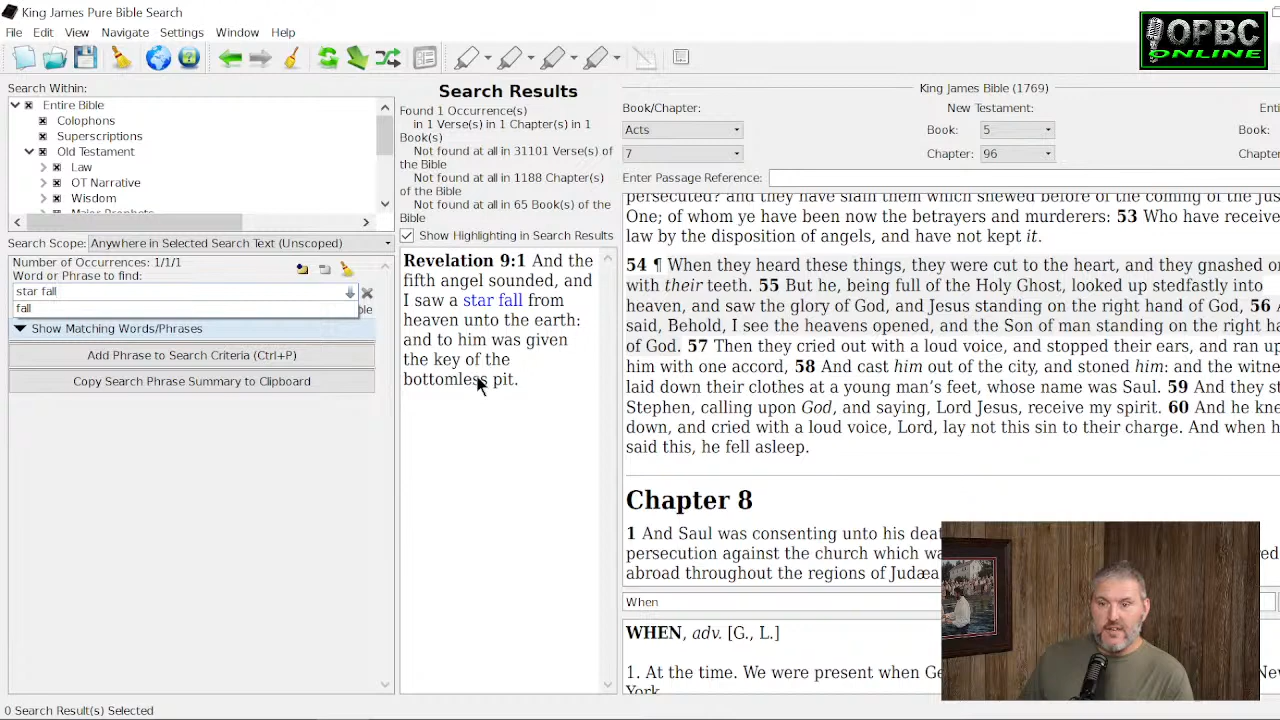 King James Pure Bible Search
File Edit View Navigate Settings Window Help
OPBC
ONLINE
Search Within:
Entire Bible
Colophons
Superscriptions
Old Testament
Law
OT Narrative
Wisdom
Search Scope: Anywhere in Selected Search Text (Unscoped)
Number of Occurrences: 1/1/1
Word or Phrase to find:
star fall
fall
Show Matching Words/Phrases
Add Phrase to Search Criteria (Ctrl+P)
Copy Search Phrase Summary to Clipboard
0 Search Result(s) Selected
Search Results
Found 1 Occurrence(s)
in 1 Verse(s) in 1 Chapter(s) in 1
Book(s)
Not found at all in 31101 Verse(s) of
the Bible
Not found at all in 1188 Chapter(s)
of the Bible
Not found at all in 65 Book(s) of the
Bible
Show Highlighting in Search Results
Revelation 9:1 And the
fifth angel sounded, and
I saw a star fall from
heaven unto the earth:
and to him was given
the key of the
bottomless pit.
King James Bible (1769)
Book/Chapter: New Testament:
Acts Book: 5 Book:
7 Chapter: 96
Enter Passage Reference:
persecuted? and they have slain them which shewed before of the coming of the
One; of whom ye have been now the betrayers and murderers: 53 Who have
law by the disposition of angels, and have not kept it.
54 ¶ When they heard these things, they were cut to the heart, and they gnashed
with their teeth. 55 But he, being full of the Holy Ghost, looked up stedfastly into
heaven, and saw the glory of God, and Jesus standing on the right hand of God,
said, Behold, I see the heavens opened, and the Son of man standing on the right
of God. 57 Then they cried out with a loud voice, and stopped their ears, and ran
him with one accord, 58 And cast him out of the city, and stoned him: and the
laid down their clothes at a young man's feet, whose name was Saul. 59 And they
Stephen, calling upon God, and saying, Lord Jesus, receive my spirit. 60 And he
down, and cried with a loud voice, Lord, lay not this sin to their charge. And when
said this, he fell asleep.
Chapter 8
1 And Saul was consenting unto his
persecution against the church which
abroad throughout the regions of Judæa
When
WHEN, adv. [G., L.]
1. At the time. We were present when
York.